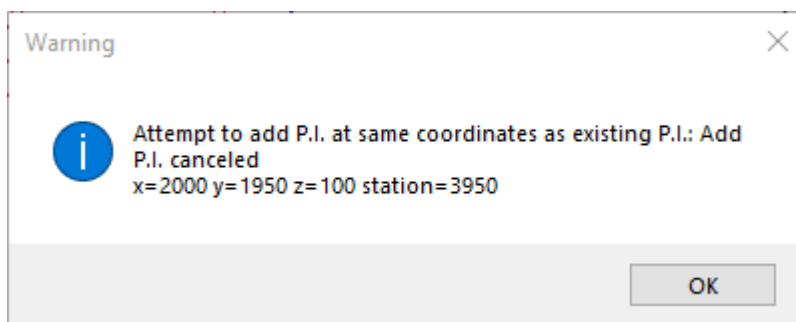 Warning
Attempt to add P.I. at same coordinates as existing P.I.: Add
P.I. canceled
x=2000 y=1950 z=100 station=3950
OK